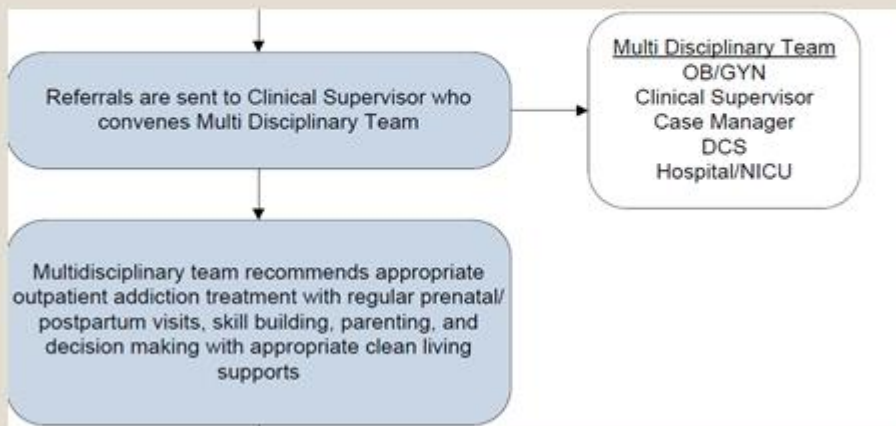 Referrals are sent to Clinical Supervisor who
convenes Multi Disciplinary Team
Multi Disciplinary Team
OB/GYN
Clinical Supervisor
Case Manager
DCS
Hospital/NICU
Multidisciplinary team recommends appropriate
outpatient addiction treatment with regular prenatal/
postpartum visits, skill building, parenting, and
decision making with appropriate clean living
supports